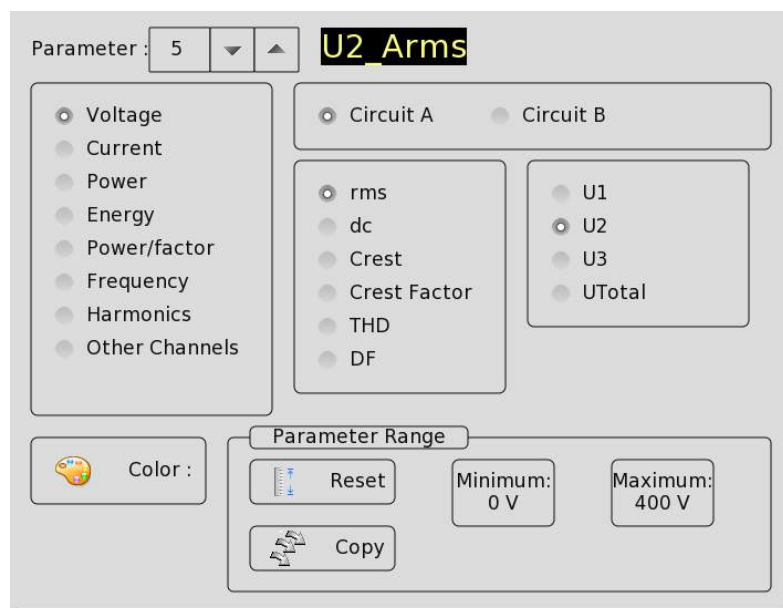 Parameter : 5 U2_Arms
Voltage
Current
Power
Energy
Power/factor
Frequency
Harmonics
Other Channels
Circuit A Circuit B
rms
dc
Crest
Crest Factor
THD
DF
U1
U2
U3
UTotal
Color :
Parameter Range
Reset
Copy
Minimum:
0 V
Maximum:
400 V